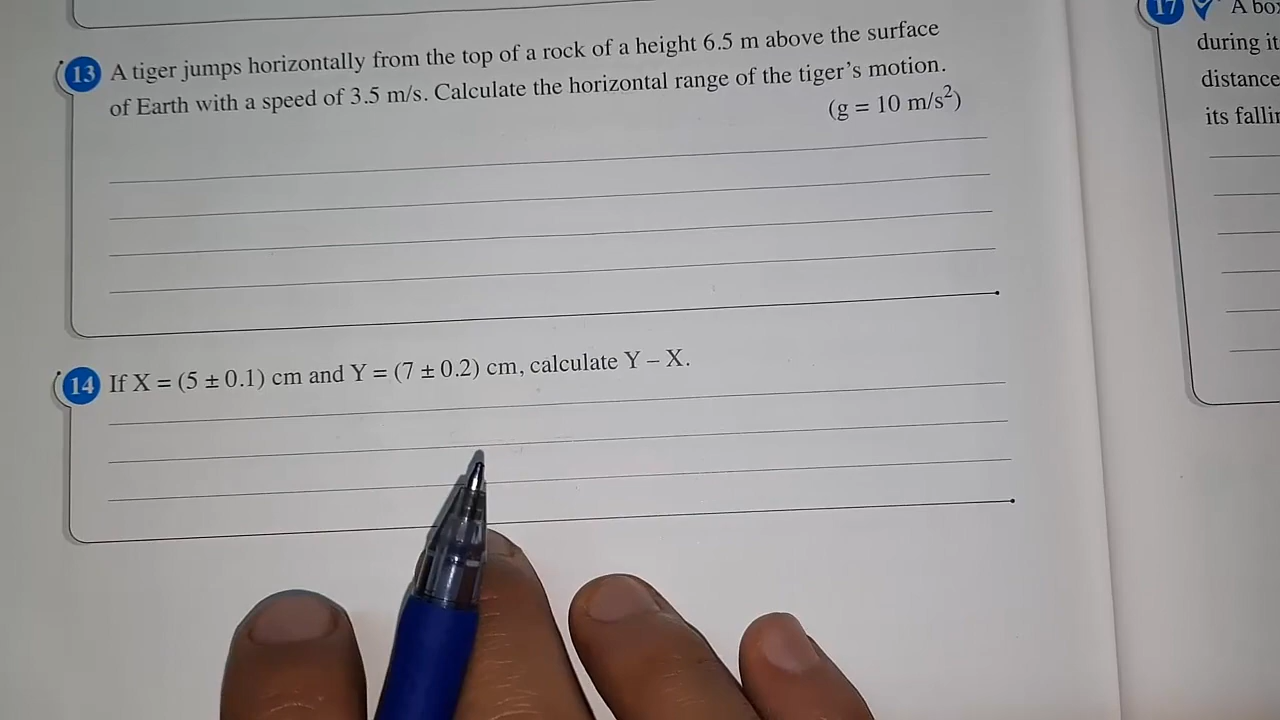 13 A tiger jumps horizontally from the top of a rock of a height 6.5 m above the surface
of Earth with a speed of 3.5 m/s. Calculate the horizontal range of the tiger's motion.
(g = 10 m/s²)
14 If X = (5 ± 0.1) cm and Y = (7 ± 0.2) cm, calculate Y – X.
17 A box
during it
distance
its fallin